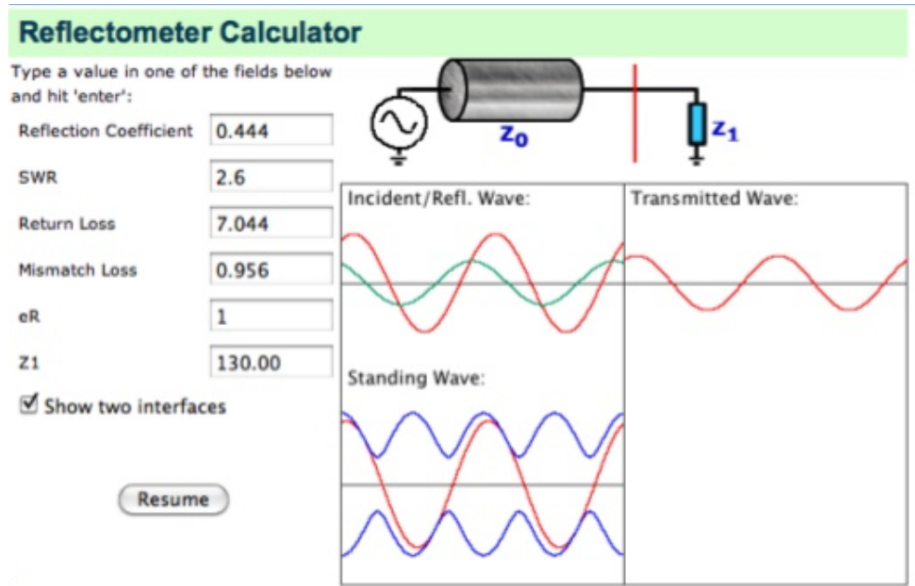 Reflectometer Calculator
Type a value in one of the fields below
and hit 'enter':
Reflection Coefficient 0.444
SWR 2.6
Return Loss 7.044
Mismatch Loss 0.956
eR 1
Z1 130.00
Show two interfaces
Resume
Z0
Z1
Incident/Refl. Wave:
Transmitted Wave:
Standing Wave: